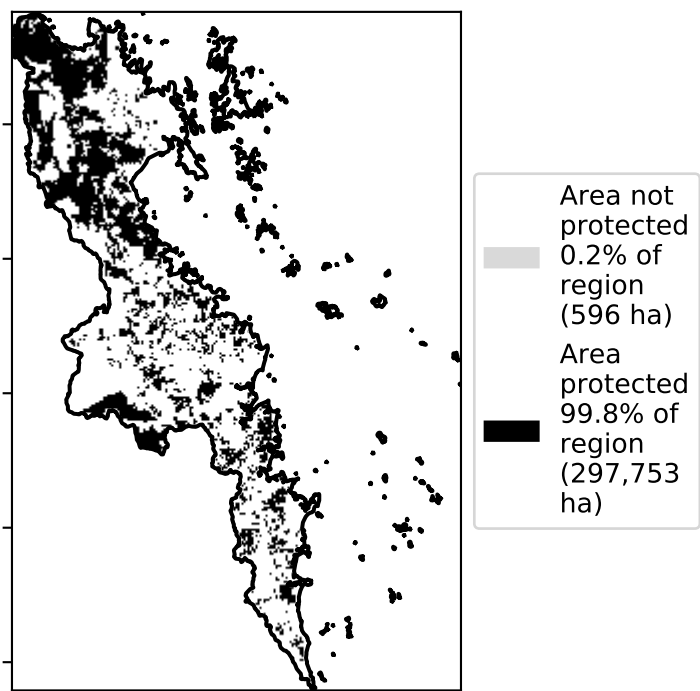 Area not
protected
0.2% of
region
(596 ha)
Area
protected
99.8% of
region
(297,753
ha)